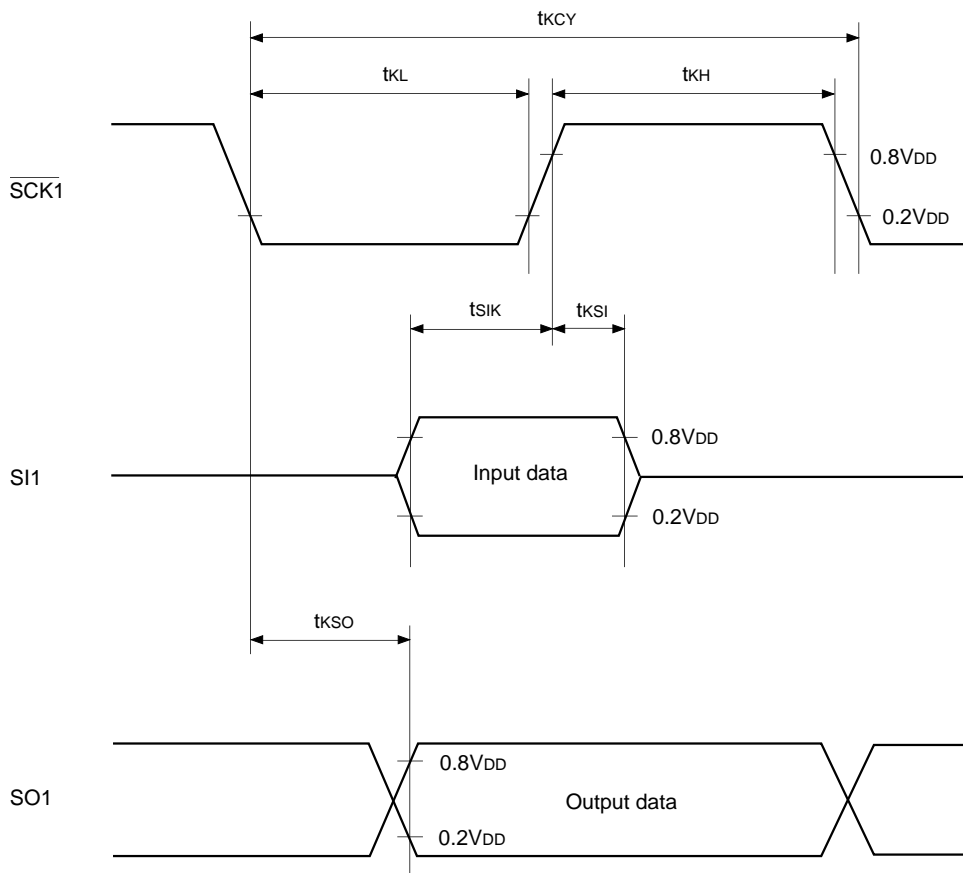 tKCY
tKL
tKH
SCK1
0.8VDD
0.2VDD
tSIK
tKSI
SI1
Input data
0.8VDD
0.2VDD
tKSO
SO1
0.8VDD
0.2VDD
Output data